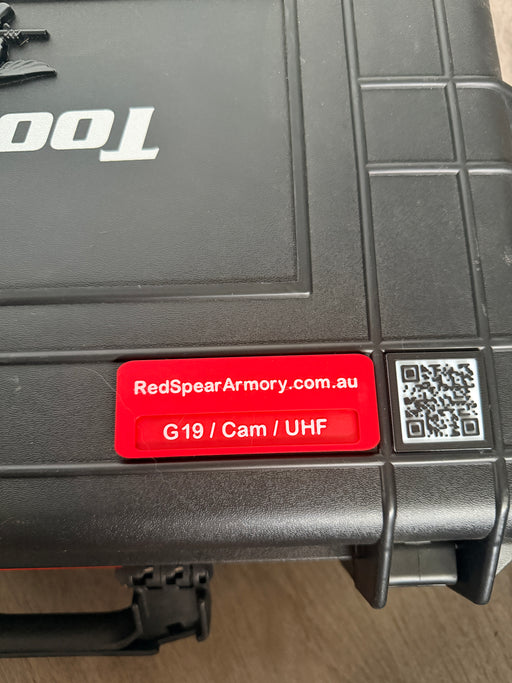 Too
RedSpearArmory.com.au
G19 / Cam / UHF